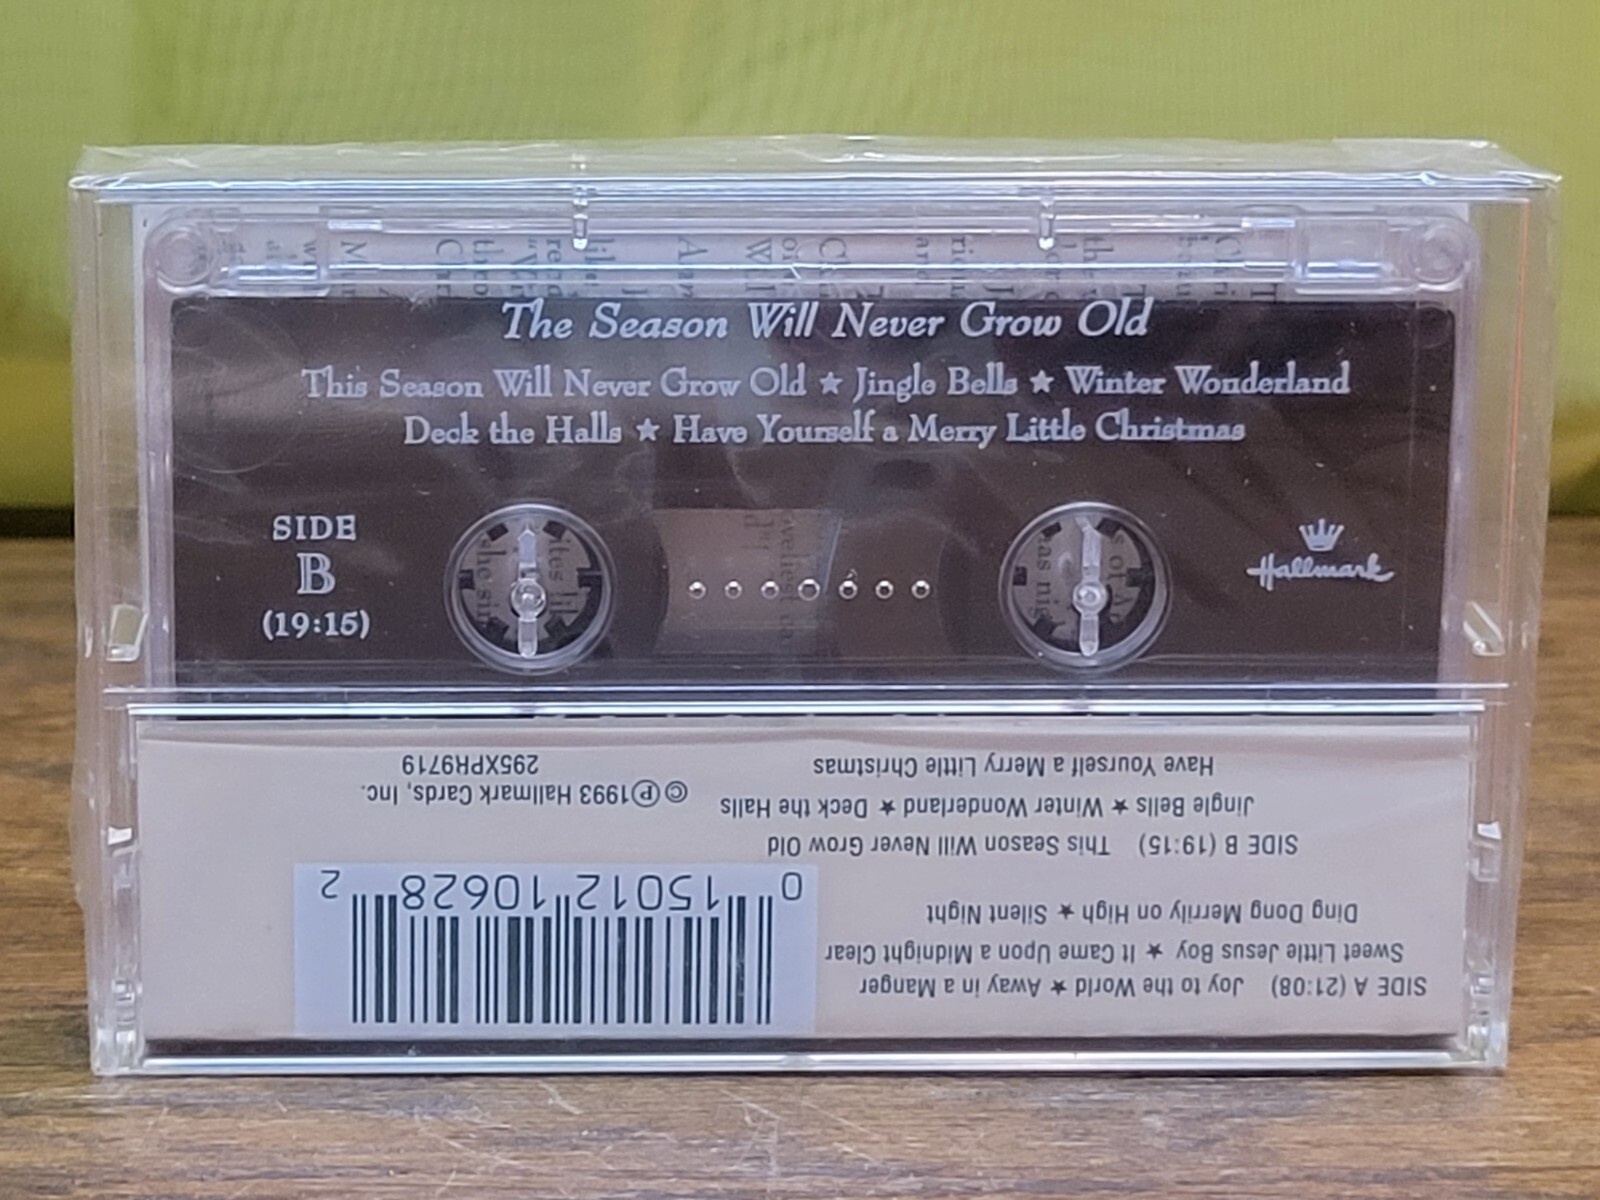 The Season Will Never Grow Old
This Season Will Never Grow Old ★ Jingle Bells ★ Winter Wonderland
Deck the Halls ★ Have Yourself a Merry Little Christmas
SIDE
B
(19:15)
Hallmark
SIDE A (21:08) Joy to the World ★ Away in a Manger
Sweet Little Jesus Boy ★ It Came Upon a Midnight Clear
Ding Dong Merrily on High ★ Silent Night
SIDE B (19:15) This Season Will Never Grow Old
Jingle Bells ★ Winter Wonderland ★ Deck the Halls
Have Yourself a Merry Little Christmas
©Ⓟ1993 Hallmark Cards, Inc.
295XPR9719
0 15012 10628 2